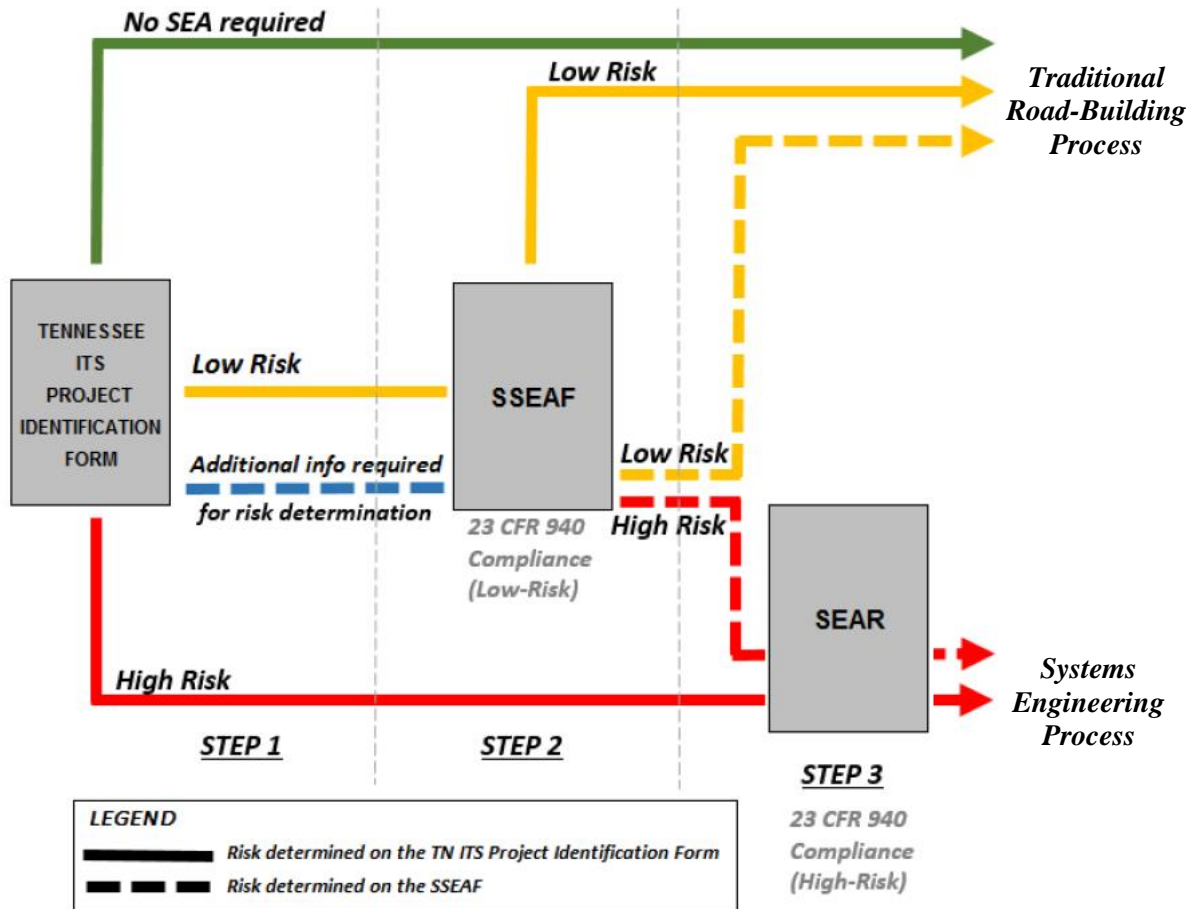 No SEA required
Low Risk
Traditional
Road-Building
Process
TENNESSEE
ITS
PROJECT
IDENTIFICATION
FORM
Low Risk
SSEAF
Additional info required
for risk determination
Low Risk
High Risk
23 CFR 940
Compliance
(Low-Risk)
SEAR
High Risk
Systems
Engineering
Process
STEP 1
STEP 2
STEP 3
23 CFR 940
Compliance
(High-Risk)
LEGEND
Risk determined on the TN ITS Project Identification Form
Risk determined on the SSEAF